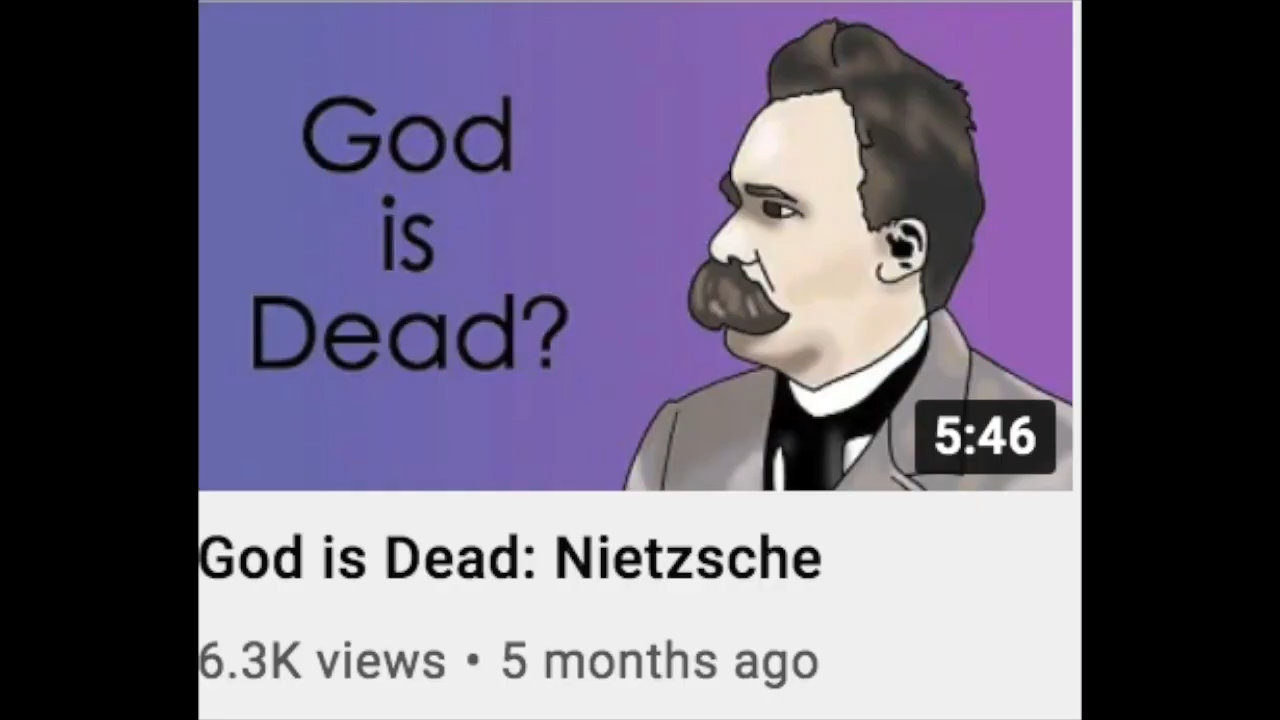 God
is
Dead?
5:46
God is Dead: Nietzsche
6.3K views • 5 months ago